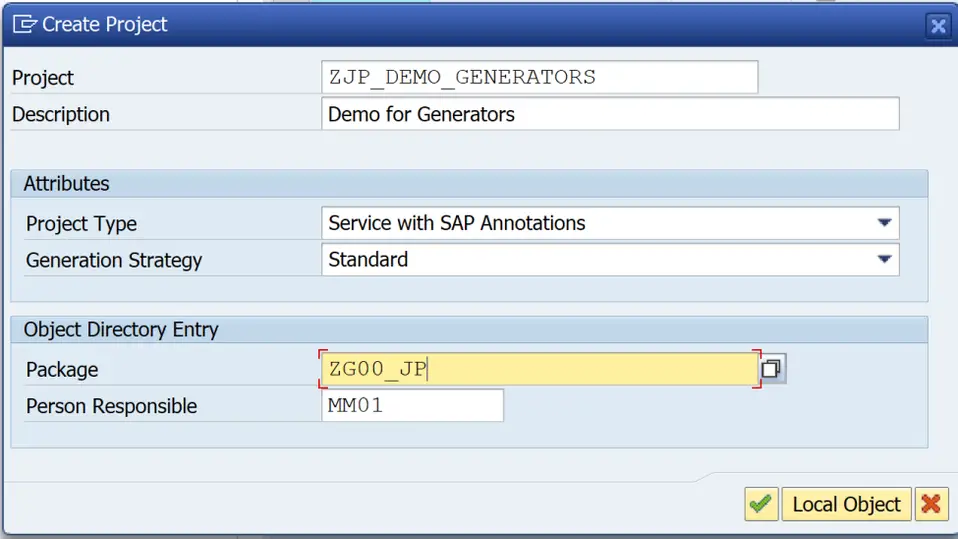 Create Project
Project ZJP_DEMO_GENERATORS
Description Demo for Generators
Attributes
Project Type Service with SAP Annotations
Generation Strategy Standard
Object Directory Entry
Package ZG00_JP
Person Responsible MM01
Local Object